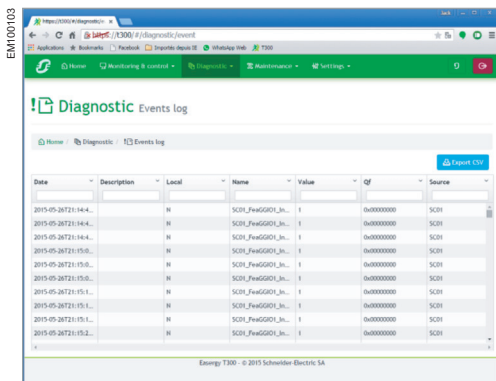 EM100103
https://t300/#/diagnostic/e
https://t300/#/diagnostic/event
Applications Bookmarks Facebook Importés depuis IE WhatsApp Web T300
Home Monitoring & control Diagnostic Maintenance Settings
Diagnostic Events log
Home / Diagnostic / Events log
Export CSV
Date Description Local Name Value Qf Source
2015-05-26T21:14:4... N SC01_FeaGGIO1_In... 1 0x00000000 SC01
2015-05-26T21:14:4... N SC01_FeaGGIO1_In... 1 0x00000000 SC01
2015-05-26T21:14:4... N SC01_FeaGGIO1_In... 1 0x00000000 SC01
2015-05-26T21:15:0... N SC01_FeaGGIO1_In... 1 0x00000000 SC01
2015-05-26T21:15:0... N SC01_FeaGGIO1_In... 1 0x00000000 SC01
2015-05-26T21:15:0... N SC01_FeaGGIO1_In... 1 0x00000000 SC01
2015-05-26T21:15:1... N SC01_FeaGGIO1_In... 1 0x00000000 SC01
2015-05-26T21:15:1... N SC01_FeaGGIO1_In... 1 0x00000000 SC01
2015-05-26T21:15:1... N SC01_FeaGGIO1_In... 1 0x00000000 SC01
2015-05-26T21:15:2... N SC01_FeaGGIO1_In... 1 0x00000000 SC01
Easergy T300 - © 2015 Schneider-Electric SA